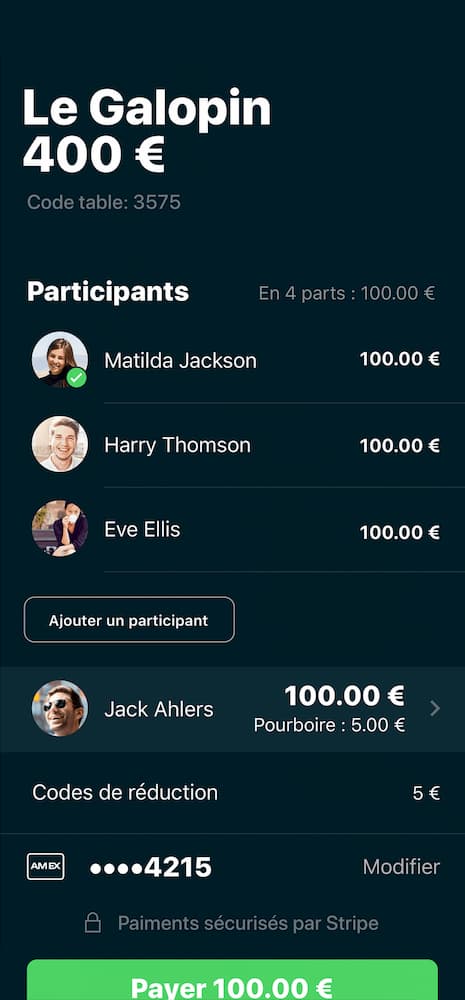 Le Galopin
400 €
Code table: 3575
Participants
En 4 parts : 100.00 €
Matilda Jackson
100.00 €
Harry Thomson
100.00 €
Eve Ellis
100.00 €
Ajouter un participant
Jack Ahlers
100.00 €
Pourboire : 5.00 €
Codes de réduction
5 €
AMEX
••••4215
Modifier
Paiments sécurisés par Stripe
Payer 100.00 €